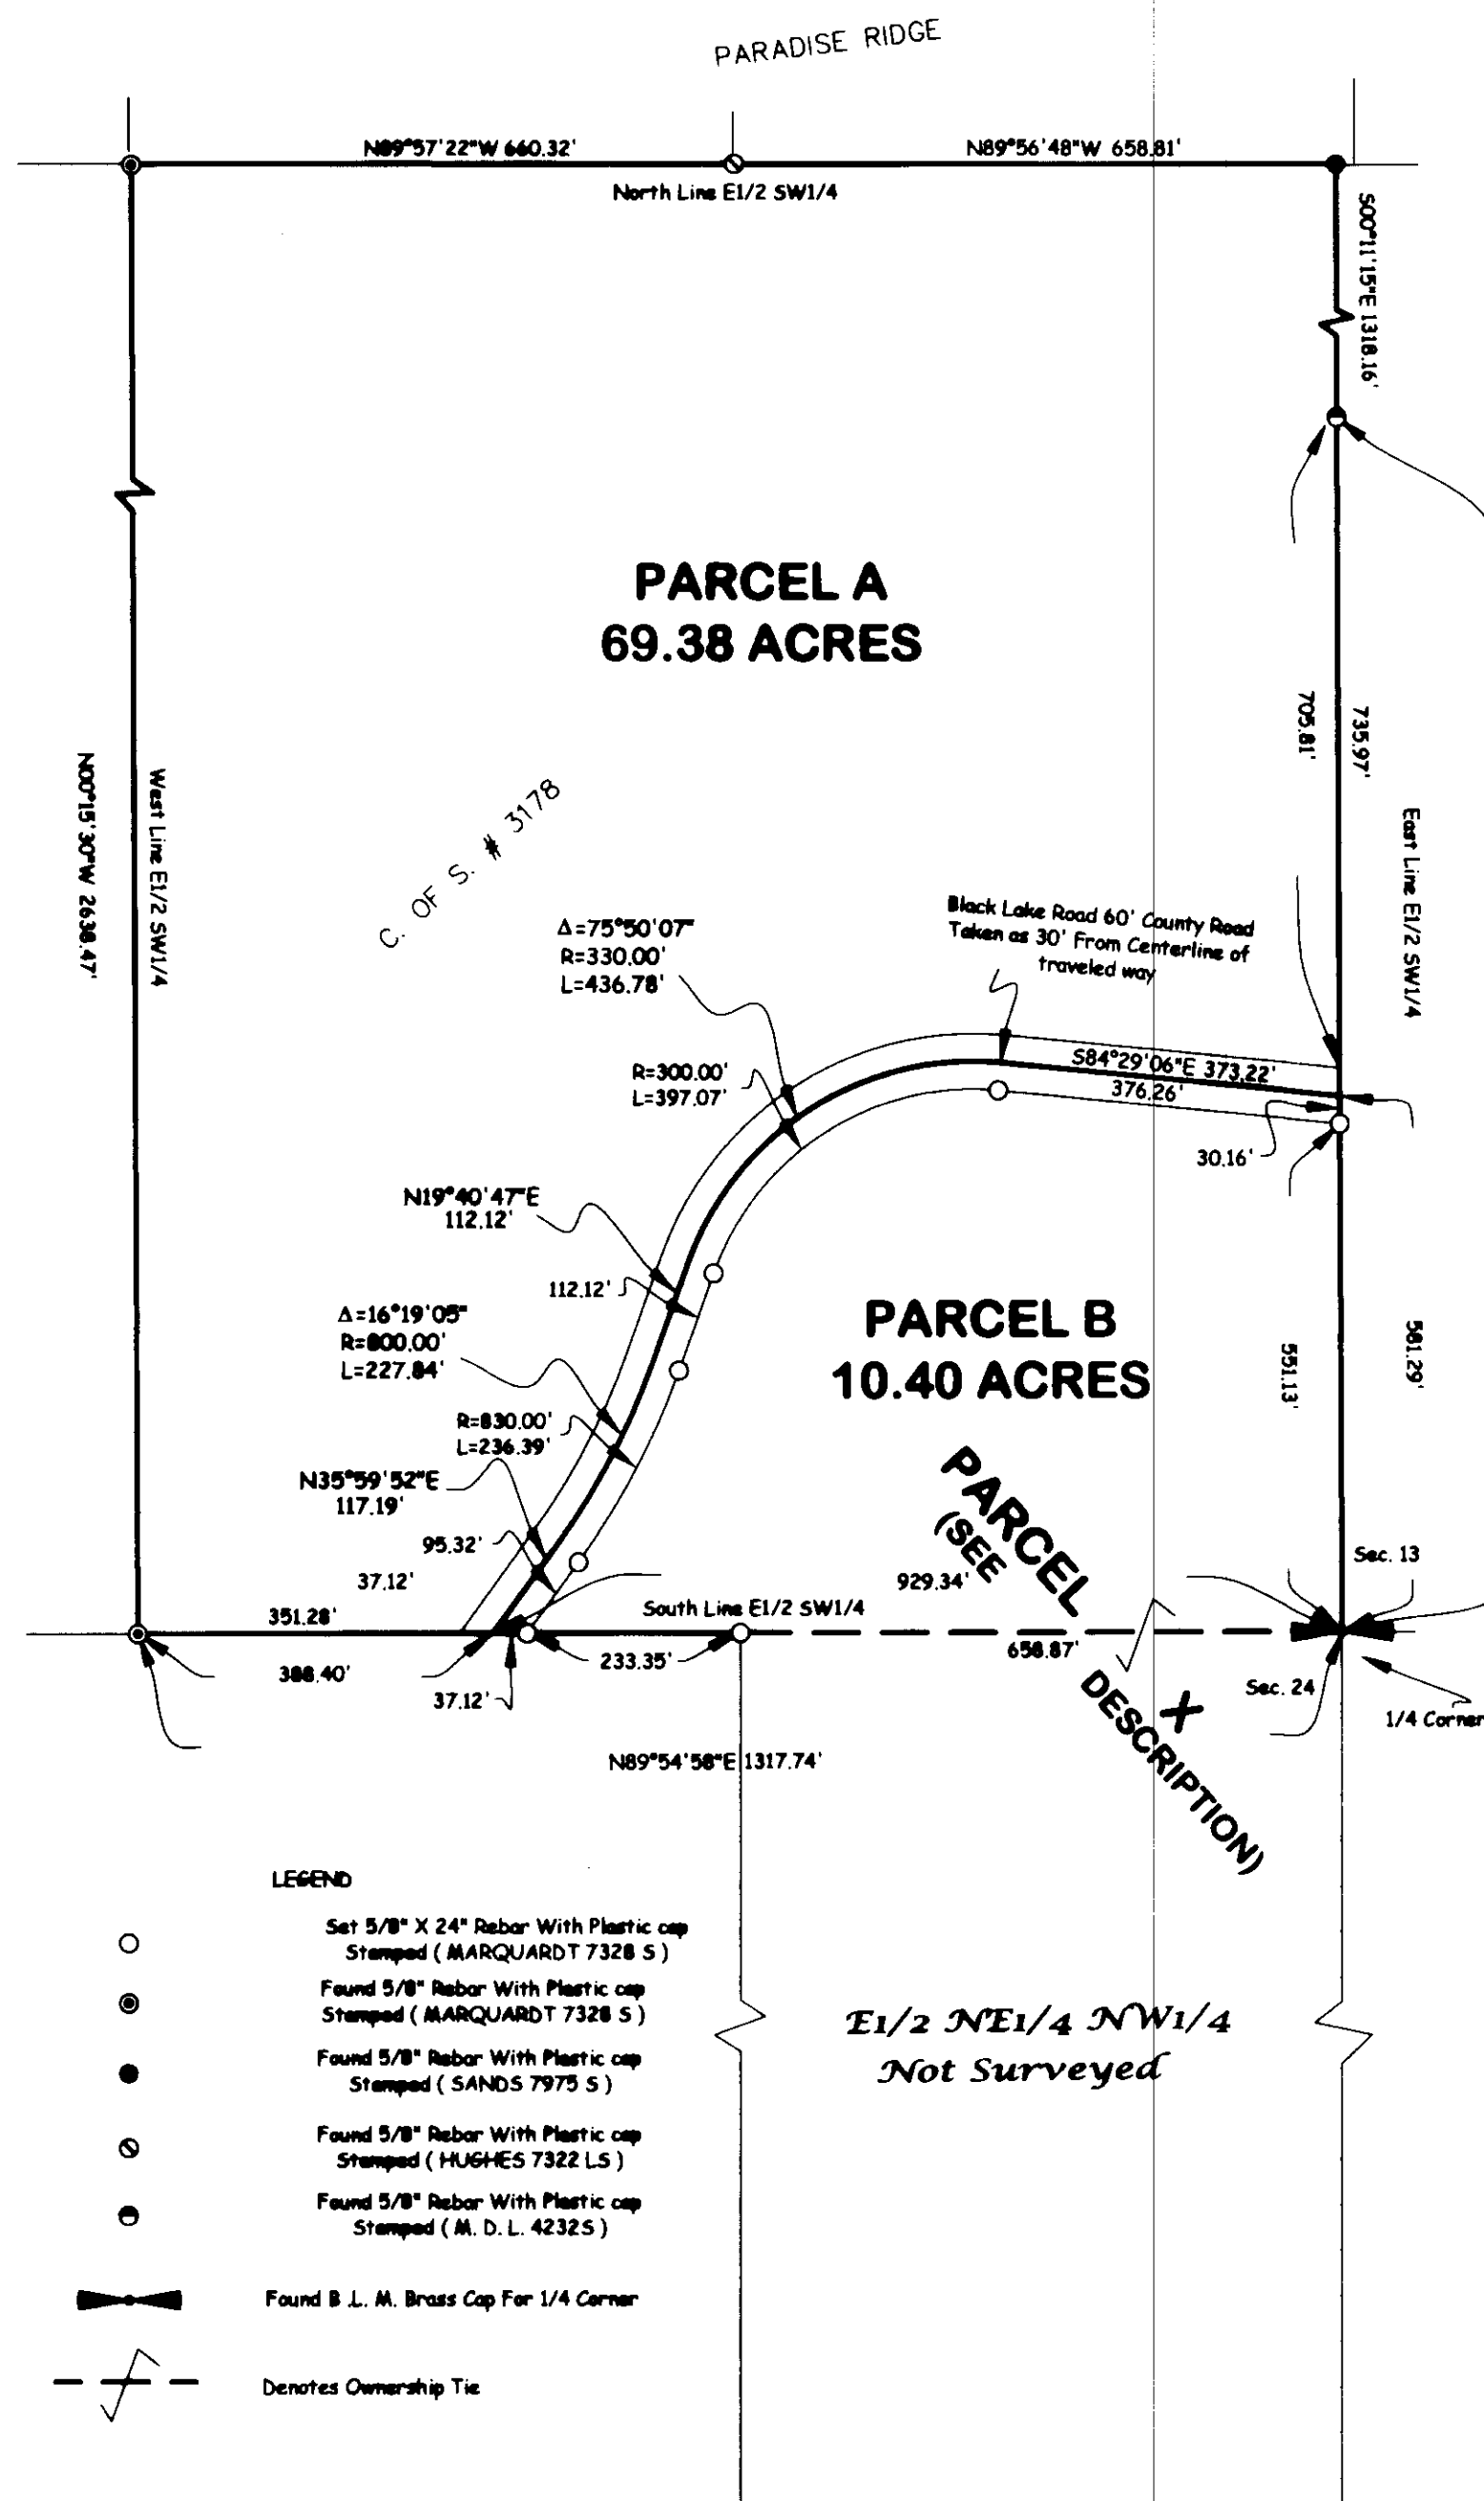 PARADISE RIDGE
N89°57'22"W 660.32'
N89°56'48"W 658.81'
North Line E1/2 SW1/4
S00°11'15"E 1318.16'
PARCEL A
69.38 ACRES
705.81'
735.97'
N00°15'30"W 2638.47'
West Line E1/2 SW1/4
East Line E1/2 SW1/4
C. OF S. # 3178
Δ=75°50'07"
R=330.00'
L=436.78'
Black Lake Road 60' County Road
Taken as 30' From Centerline of
traveled way
R=300.00'
L=397.07'
S84°29'06"E 373.22'
376.26'
30.16'
N19°40'47"E
112.12'
112.12'
PARCEL B
10.40 ACRES
Δ=16°19'05"
R=800.00'
L=227.84'
551.13'
581.29'
R=830.00'
L=236.39'
N35°59'52"E
117.19'
95.32'
37.12'
PARCEL X
(SEE DESCRIPTION)
929.34'
Sec. 13
351.28'
South Line E1/2 SW1/4
388.40'
233.35'
658.87'
37.12'
Sec. 24
1/4 Corner
N89°54'58"E 1317.74'
LEGEND
Set 5/8" X 24" Rebar With Plastic cap
Stamped ( MARQUARDT 7328 S )
Found 5/8" Rebar With Plastic cap
Stamped ( MARQUARDT 7328 S )
Found 5/8" Rebar With Plastic cap
Stamped ( SANDS 7975 S )
Found 5/8" Rebar With Plastic cap
Stamped ( HUGHES 7322 LS )
Found 5/8" Rebar With Plastic cap
Stamped ( M. D. L. 4232S )
Found B .L. M. Brass Cap For 1/4 Corner
Denotes Ownership Tie
E1/2 NE1/4 NW1/4
Not Surveyed